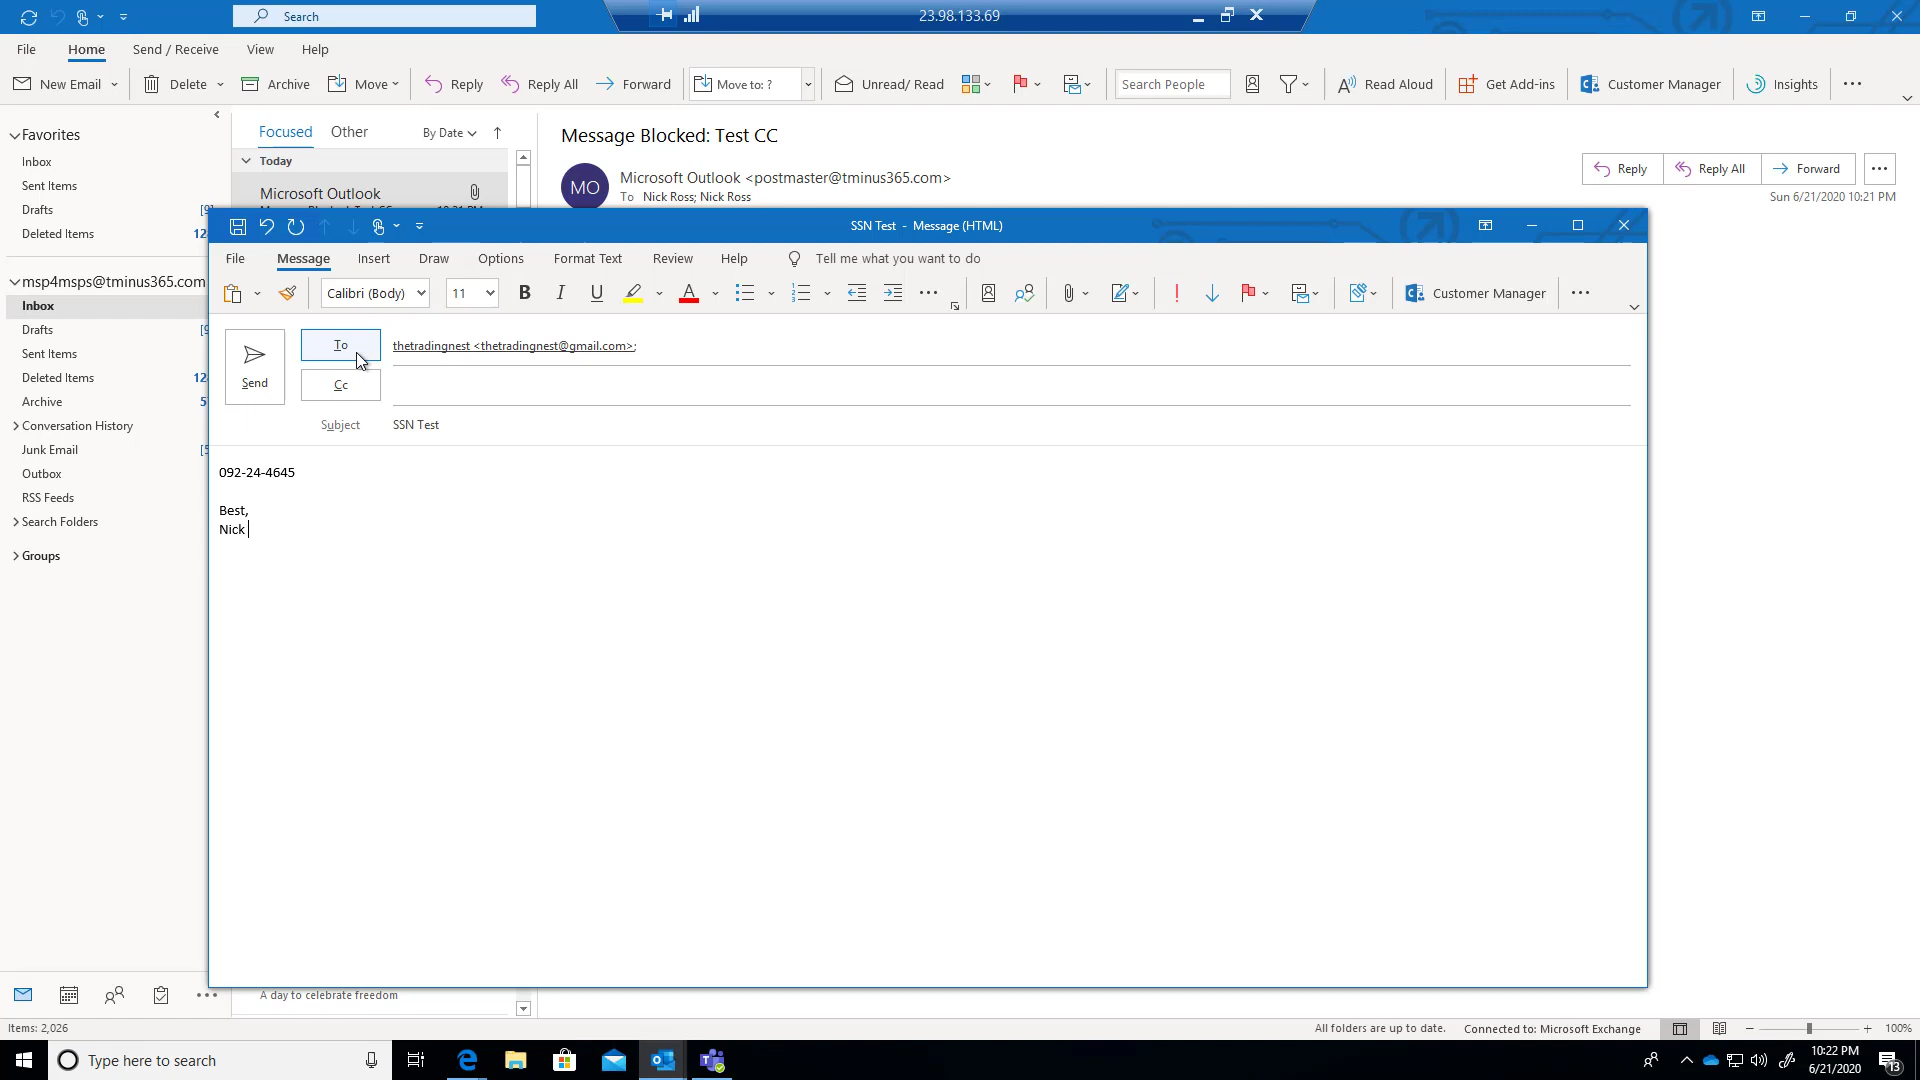 Search
23.98.133.69
File Home Send / Receive View Help
New Email Delete Archive Move Reply Reply All Forward Move to: ? Unread/ Read Search People Read Aloud Get Add-ins Customer Manager Insights
Favorites
Inbox
Sent Items
Drafts [9]
Deleted Items 12
msp4msps@tminus365.com
Inbox
Drafts
Sent Items
Deleted Items 12
Archive 5
Conversation History
Junk Email [5
Outbox
RSS Feeds
Search Folders
Groups
Focused Other By Date
Today
Microsoft Outlook
Message Blocked: Test CC
MO
Microsoft Outlook <postmaster@tminus365.com>
To Nick Ross; Nick Ross
Reply Reply All Forward
Sun 6/21/2020 10:21 PM
SSN Test - Message (HTML)
File Message Insert Draw Options Format Text Review Help Tell me what you want to do
Calibri (Body) 11 B I U A Customer Manager
Send
To thetradingnest <thetradingnest@gmail.com>;
Cc
Subject SSN Test
092-24-4645
Best,
Nick
A day to celebrate freedom
Items: 2,026
All folders are up to date. Connected to: Microsoft Exchange 100%
Type here to search
10:22 PM
6/21/2020
13